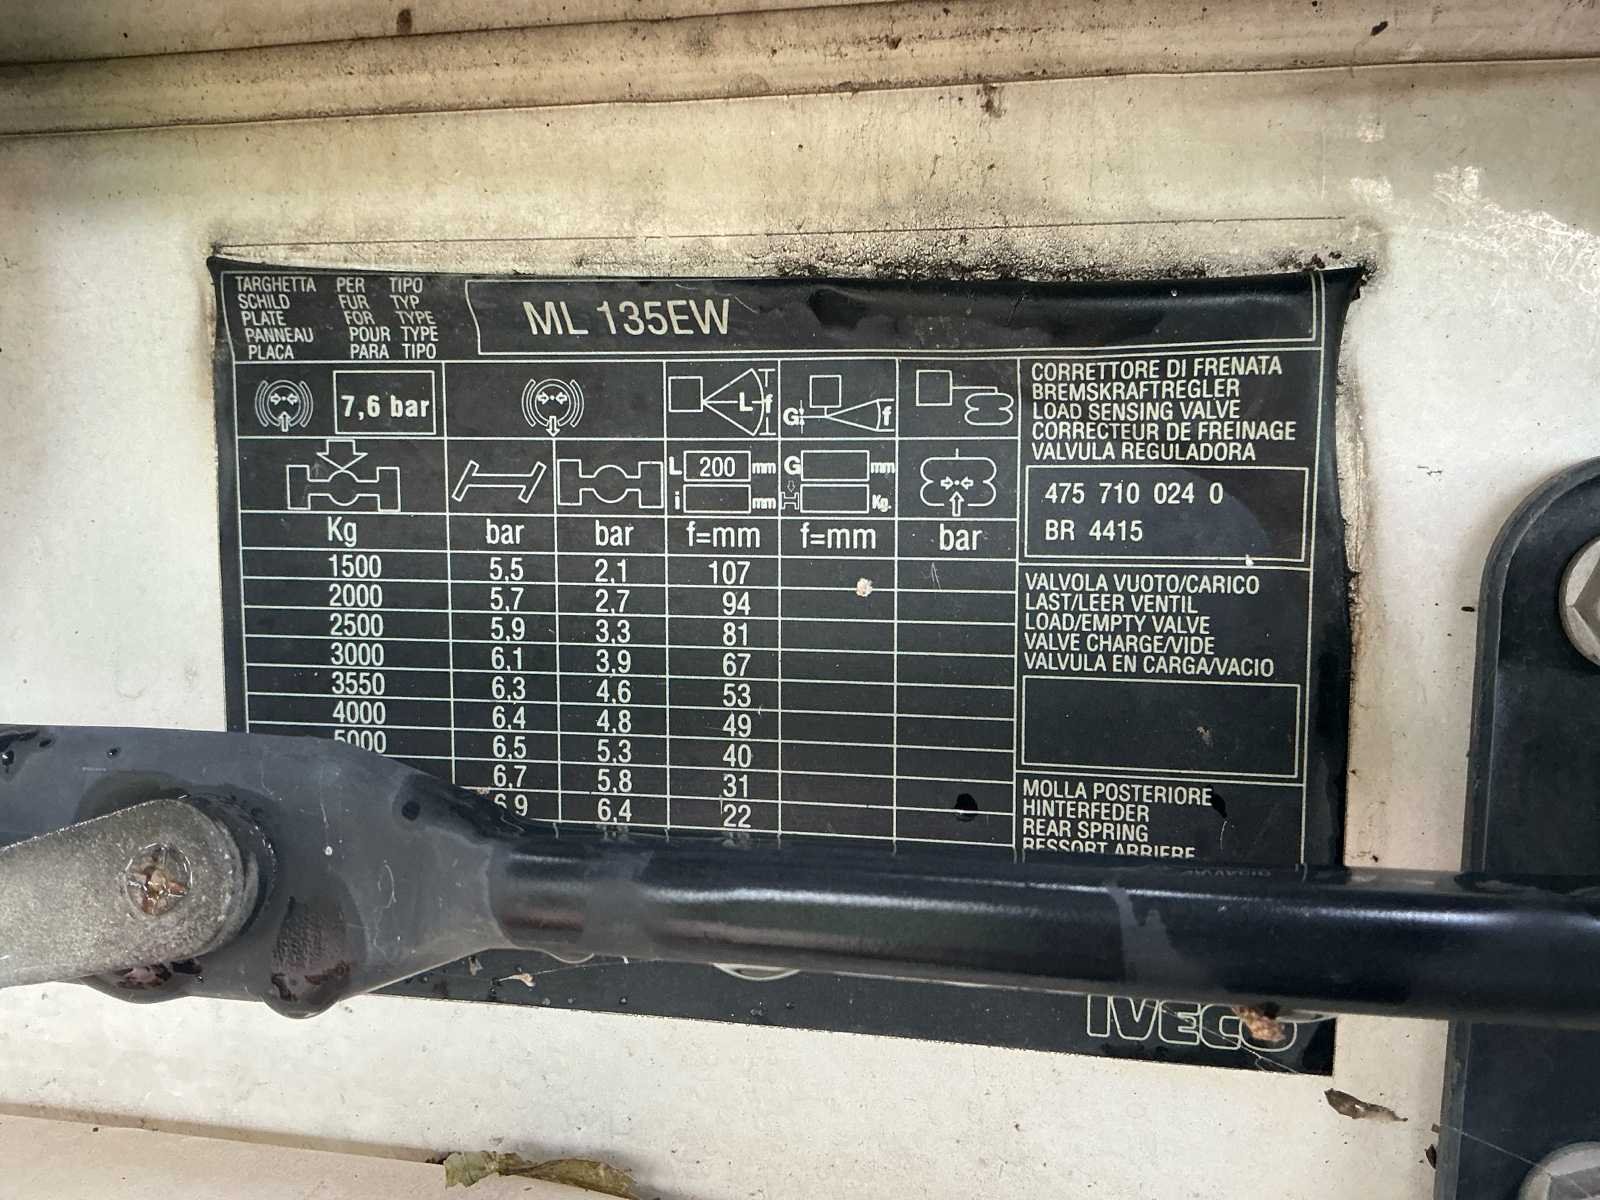 TARGHETTA PER TIPO
SCHILD FUR TYP
PLATE FOR TYPE
PANNEAU POUR TYPE
PLACA PARA TIPO
ML 135EW
7,6 bar
L f
G f
L 200 mm G mm
i mm Kg.
Kg bar bar f=mm f=mm bar
1500 5,5 2,1 107
2000 5,7 2,7 94
2500 5,9 3,3 81
3000 6,1 3,9 67
3550 6,3 4,6 53
4000 6,4 4,8 49
5000 6,5 5,3 40
6,7 5,8 31
6,9 6,4 22
CORRETTORE DI FRENATA
BREMSKRAFTREGLER
LOAD SENSING VALVE
CORRECTEUR DE FREINAGE
VALVULA REGULADORA
475 710 024 0
BR 4415
VALVOLA VUOTO/CARICO
LAST/LEER VENTIL
LOAD/EMPTY VALVE
VALVE CHARGE/VIDE
VALVULA EN CARGA/VACIO
MOLLA POSTERIORE
HINTERFEDER
REAR SPRING
RESSORT ARRIERE
IVECO